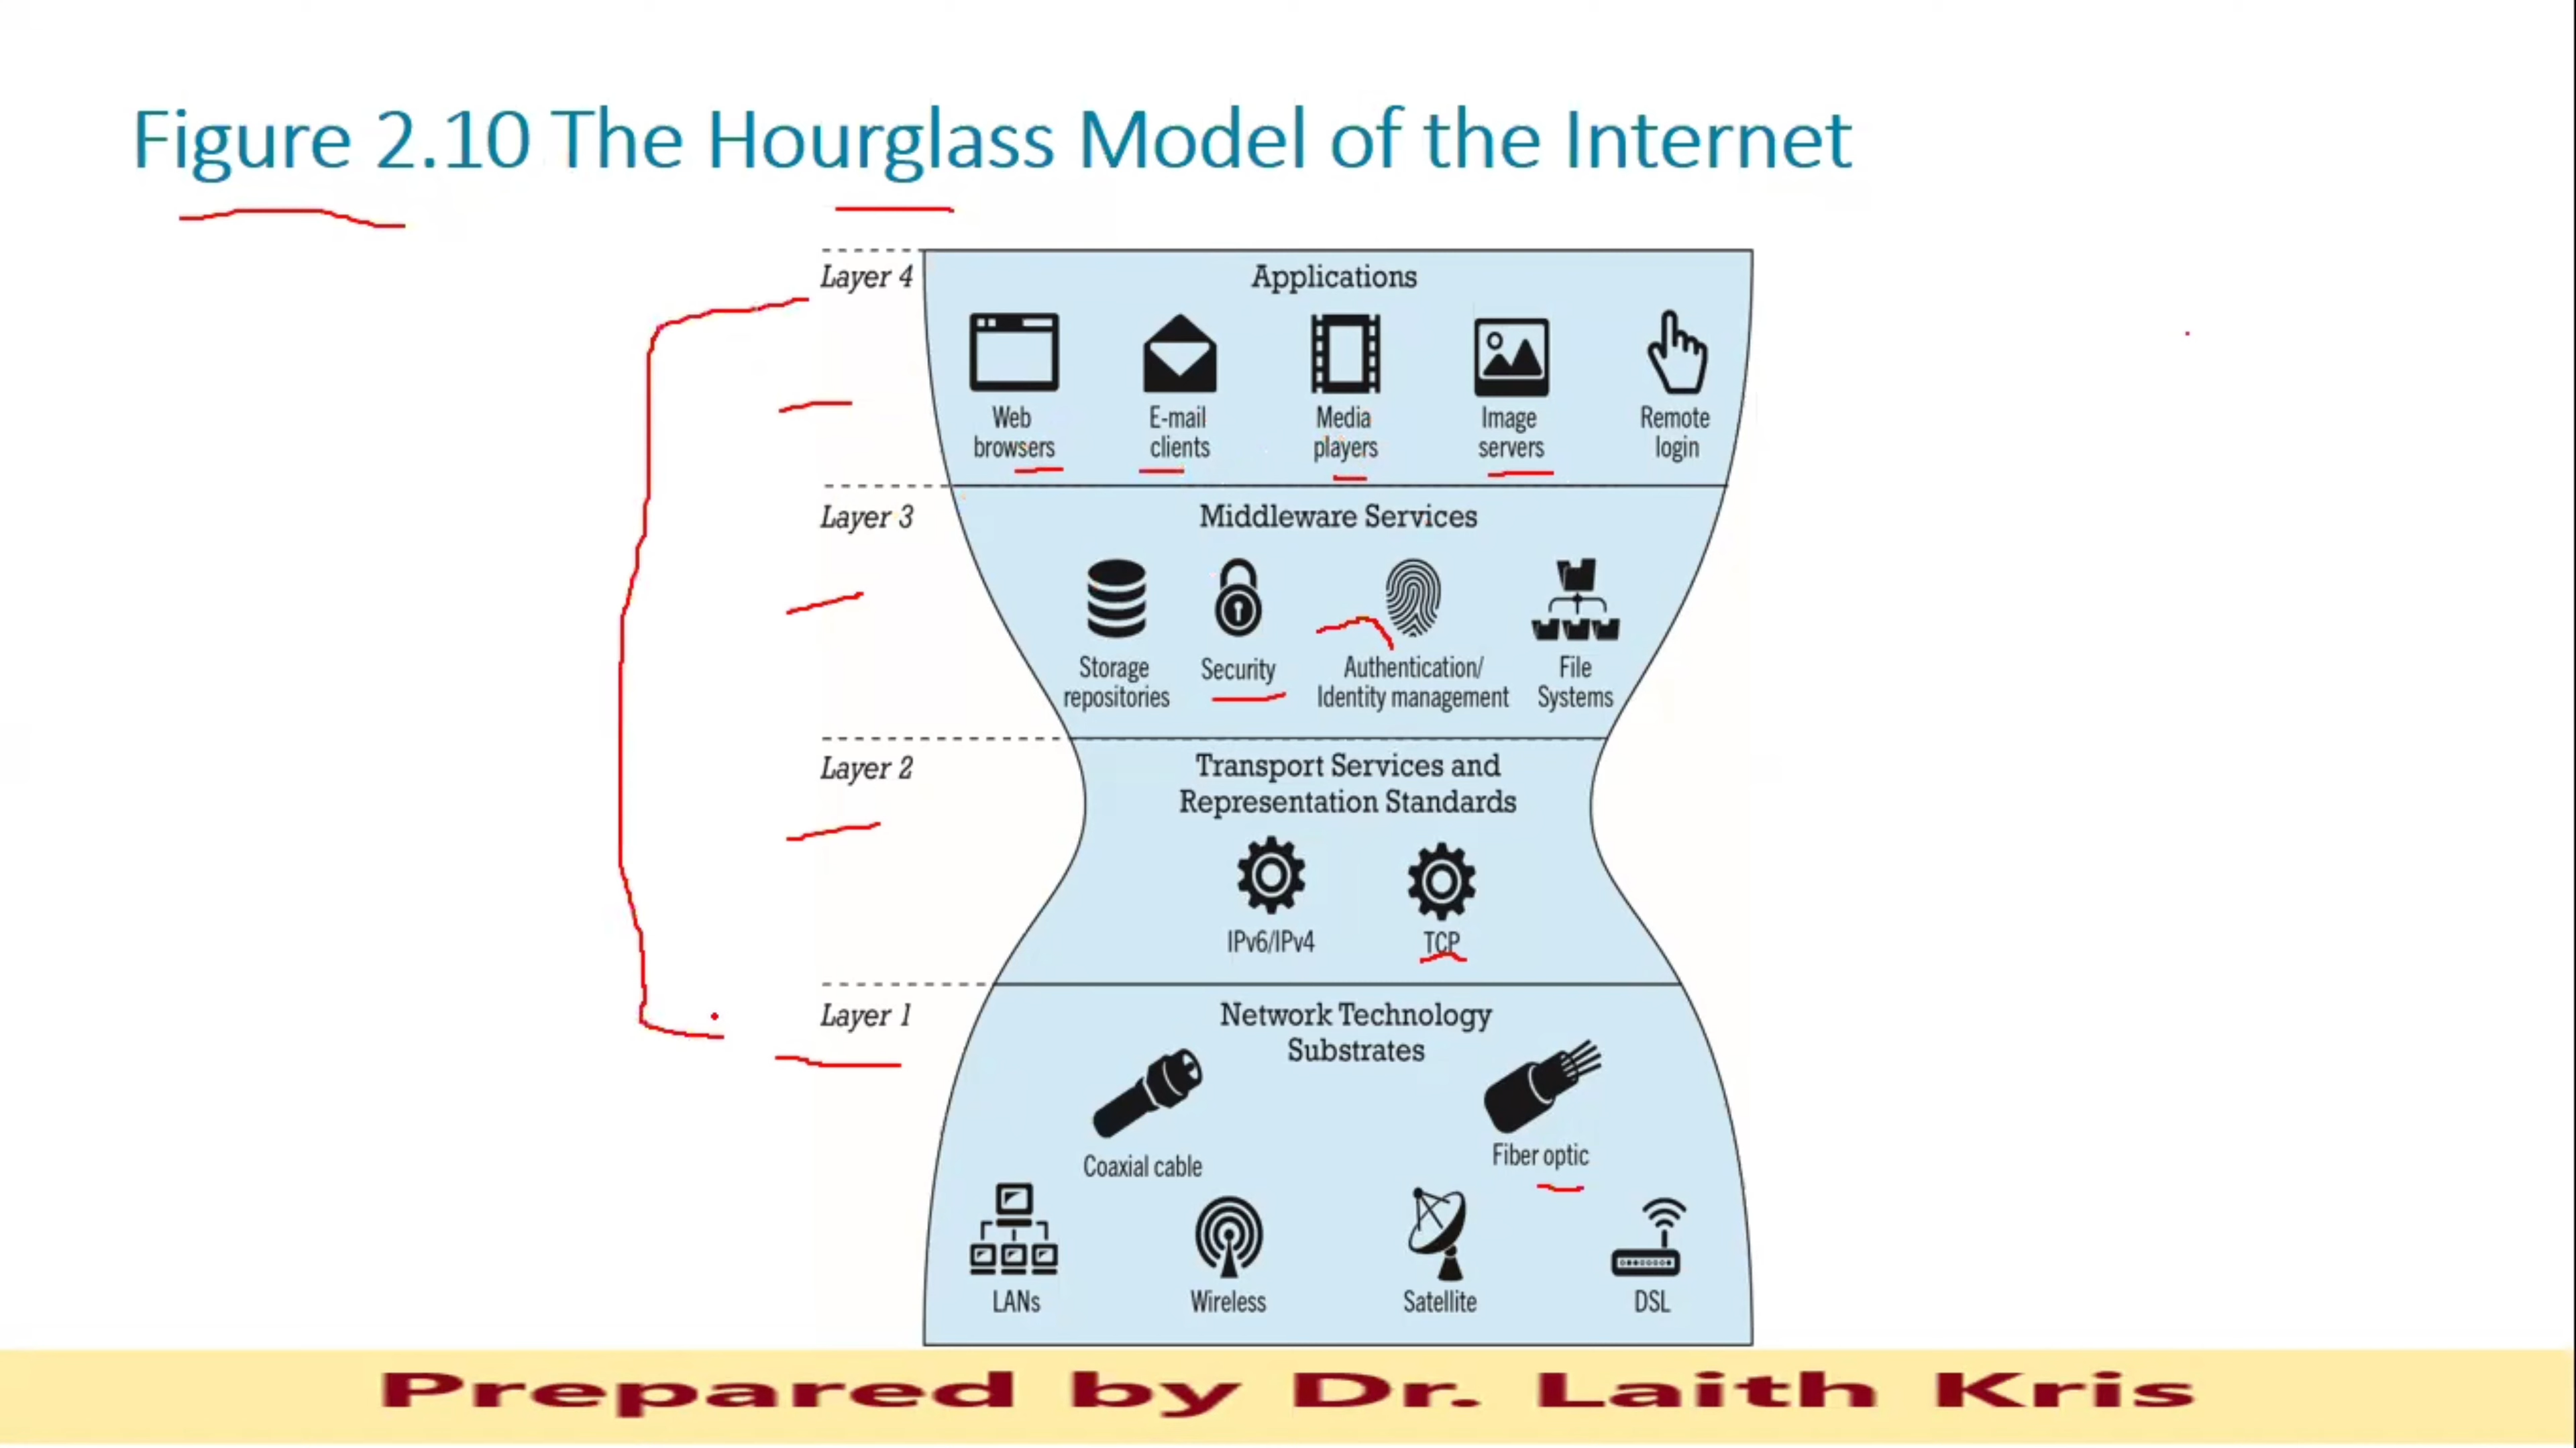 Figure 2.10 The Hourglass Model of the Internet
Layer 4
Applications
Web browsers
E-mail clients
Media players
Image servers
Remote login
Layer 3
Middleware Services
Storage repositories
Security
Authentication/ Identity management
File Systems
Layer 2
Transport Services and
Representation Standards
IPv6/IPv4
TCP
Layer 1
Network Technology
Substrates
Coaxial cable
Fiber optic
LANs
Wireless
Satellite
DSL
Prepared by Dr. Laith Kris